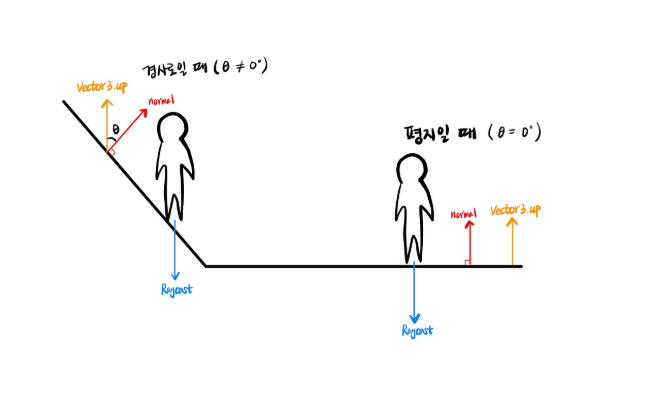 경사로일 때 (θ ≠ 0°)
Vector3.up
normal
θ
Raycast
평지일 때 (θ = 0°)
normal
Vector3.up
Raycast